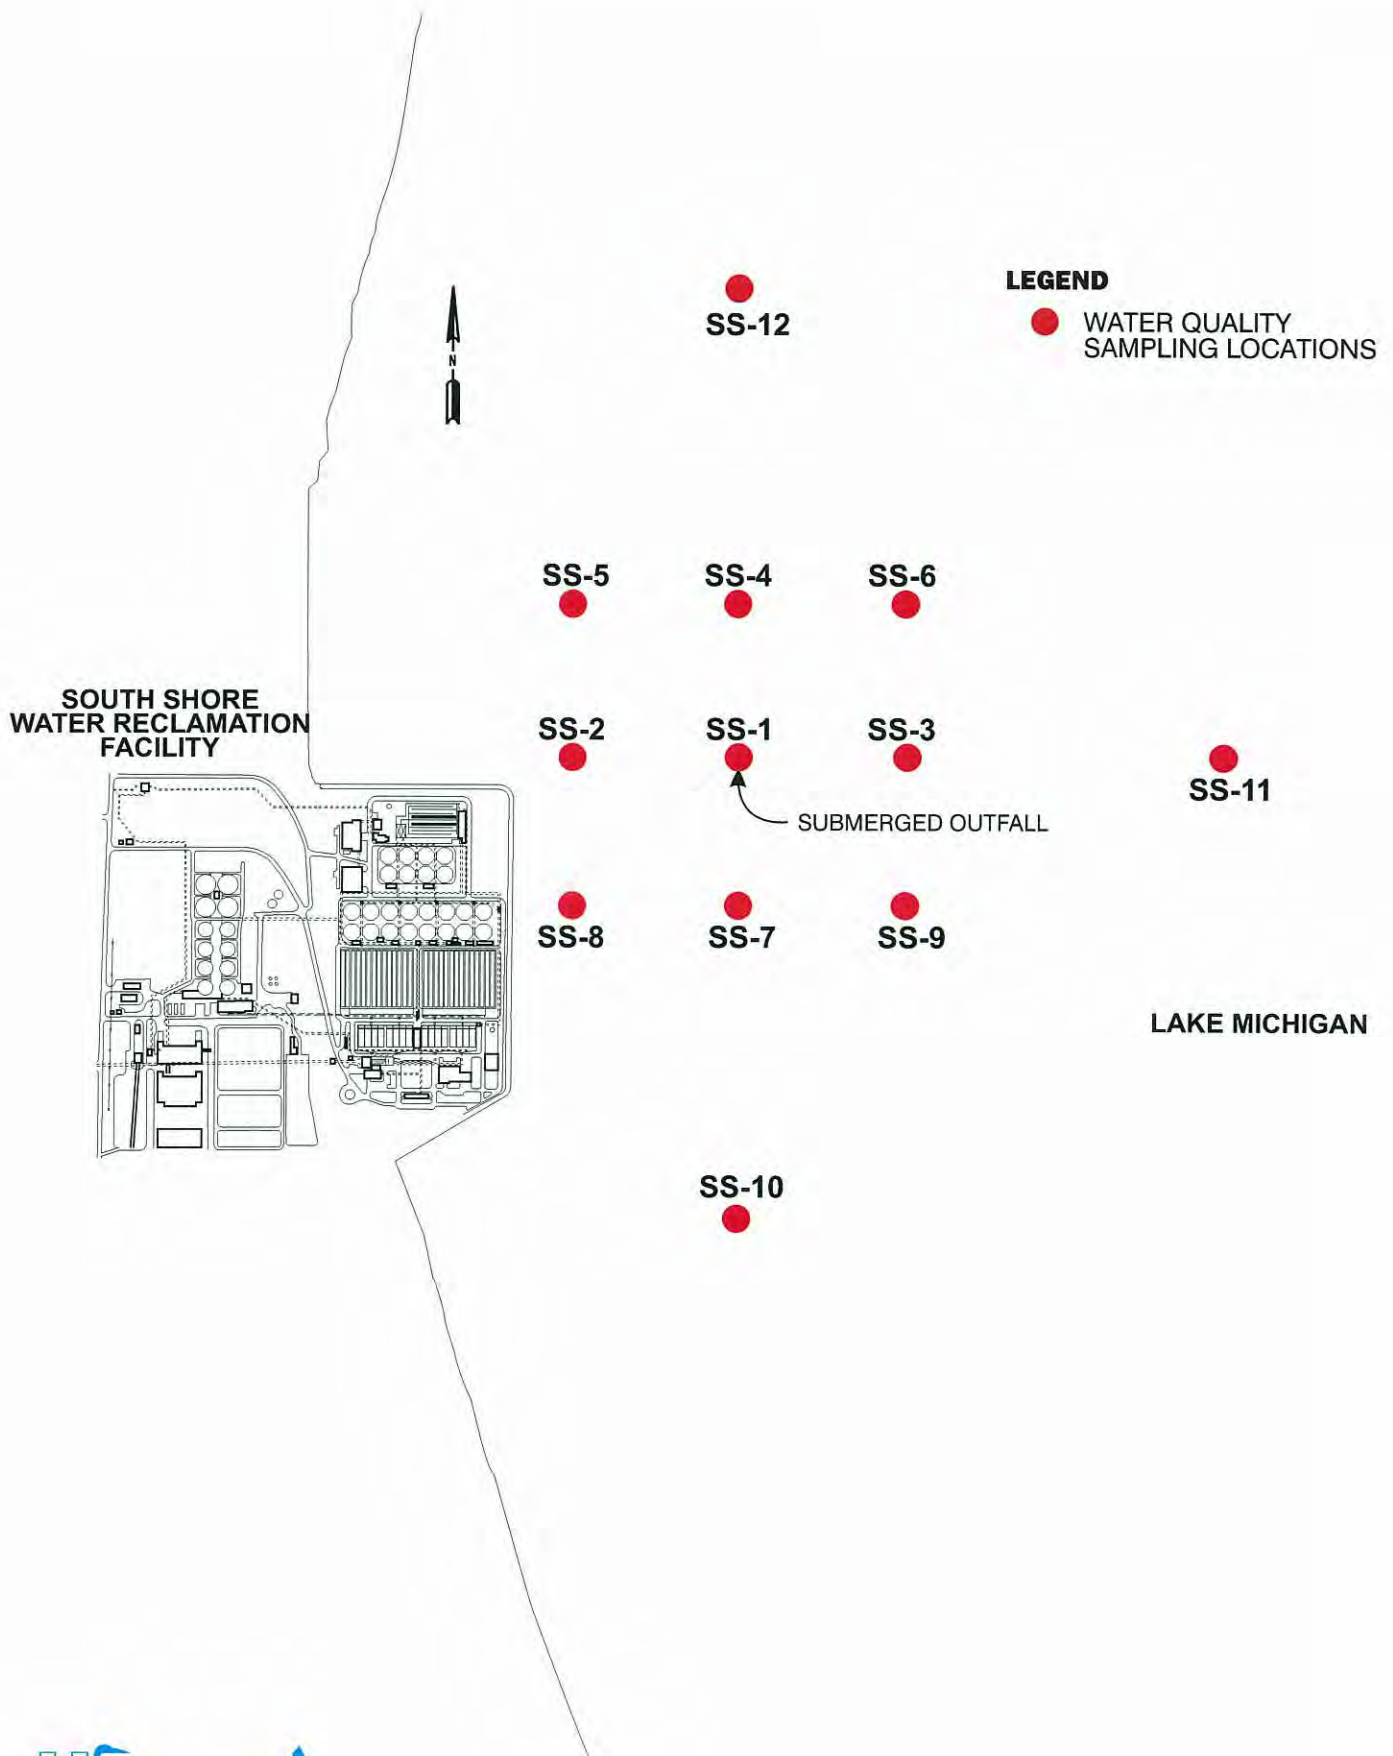 LEGEND
WATER QUALITY
SAMPLING LOCATIONS
SS-12
N
SS-5
SS-4
SS-6
SOUTH SHORE
WATER RECLAMATION
FACILITY
SS-2
SS-1
SS-3
SS-11
SUBMERGED OUTFALL
SS-8
SS-7
SS-9
LAKE MICHIGAN
SS-10